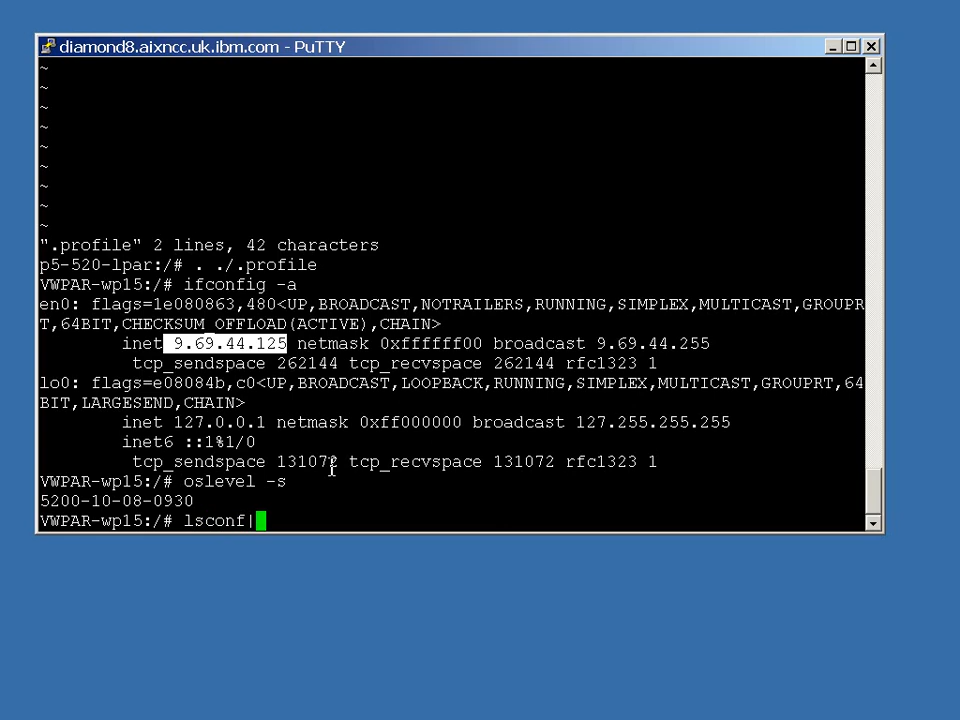 diamond8.aixncc.uk.ibm.com - PuTTY
~
~
~
~
~
~
~
~
~
".profile" 2 lines, 42 characters
p5-520-lpar:/# . ./.profile
VWPAR-wp15:/# ifconfig -a
en0: flags=1e080863,480<UP,BROADCAST,NOTRAILERS,RUNNING,SIMPLEX,MULTICAST,GROUPR
T,64BIT,CHECKSUM_OFFLOAD(ACTIVE),CHAIN>
inet 9.69.44.125 netmask 0xffffff00 broadcast 9.69.44.255
tcp_sendspace 262144 tcp_recvspace 262144 rfc1323 1
lo0: flags=e08084b,c0<UP,BROADCAST,LOOPBACK,RUNNING,SIMPLEX,MULTICAST,GROUPRT,64
BIT,LARGESEND,CHAIN>
inet 127.0.0.1 netmask 0xff000000 broadcast 127.255.255.255
inet6 ::1%1/0
tcp_sendspace 131072 tcp_recvspace 131072 rfc1323 1
VWPAR-wp15:/# oslevel -s
5200-10-08-0930
VWPAR-wp15:/# lsconf|